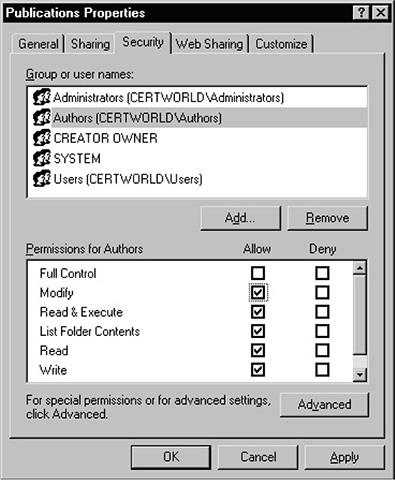 Publications Properties
General Sharing Security Web Sharing Customize
Group or user names:
Administrators (CERTWORLD\Administrators)
Authors (CERTWORLD\Authors)
CREATOR OWNER
SYSTEM
Users (CERTWORLD\Users)
Add... Remove
Permissions for Authors Allow Deny
Full Control
Modify
Read & Execute
List Folder Contents
Read
Write
For special permissions or for advanced settings,
click Advanced.
Advanced
OK Cancel Apply